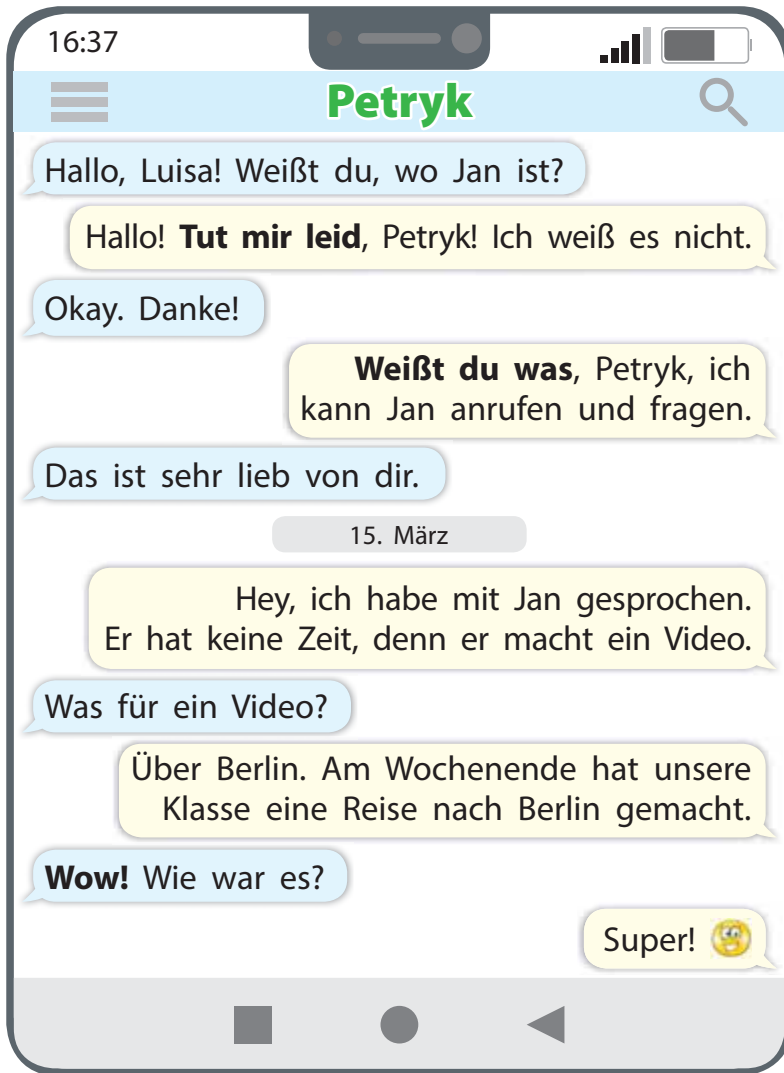 16:37
Petryk
Hallo, Luisa! Weißt du, wo Jan ist?
Hallo! Tut mir leid, Petryk! Ich weiß es nicht.
Okay. Danke!
Weißt du was, Petryk, ich
kann Jan anrufen und fragen.
Das ist sehr lieb von dir.
15. März
Hey, ich habe mit Jan gesprochen.
Er hat keine Zeit, denn er macht ein Video.
Was für ein Video?
Über Berlin. Am Wochenende hat unsere
Klasse eine Reise nach Berlin gemacht.
Wow! Wie war es?
Super!